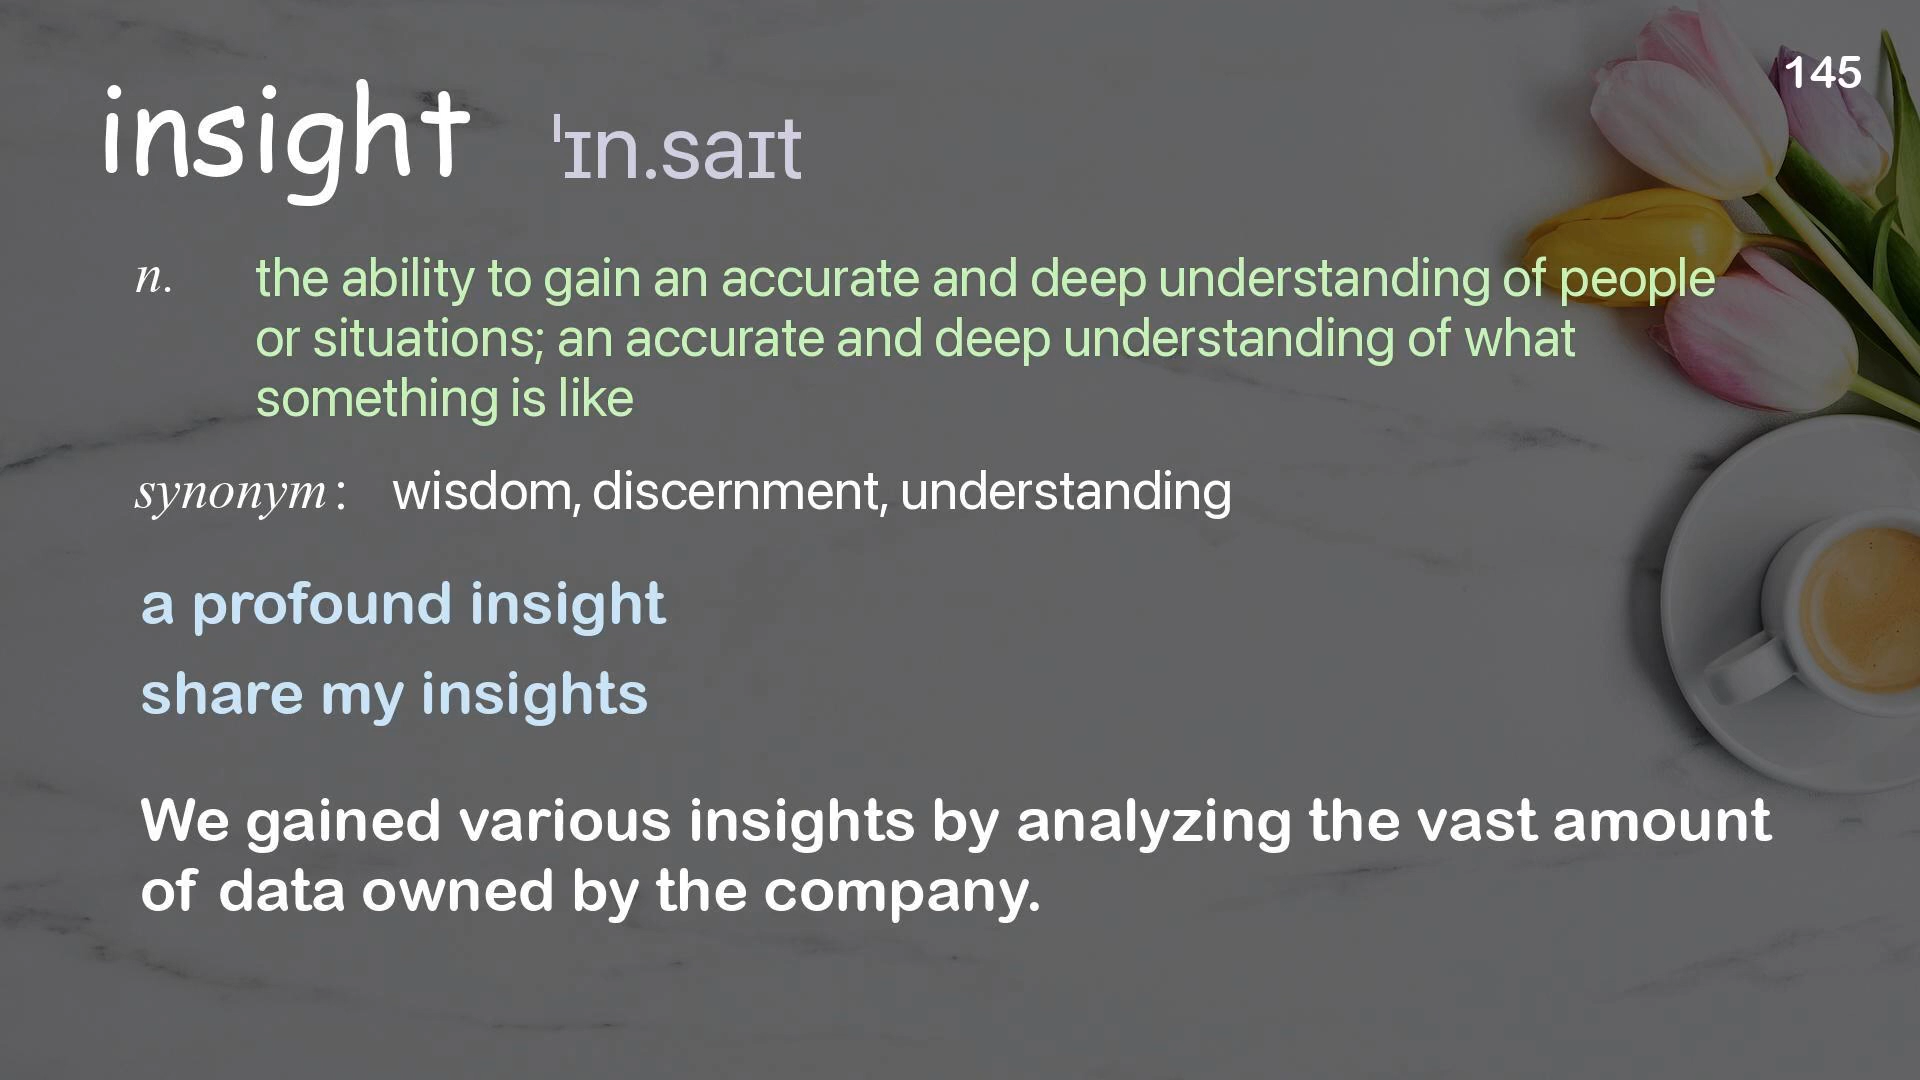 145
insight ˈɪn.saɪt
n. the ability to gain an accurate and deep understanding of people
or situations; an accurate and deep understanding of what
something is like
synonym: wisdom, discernment, understanding
a profound insight
share my insights
We gained various insights by analyzing the vast amount
of data owned by the company.